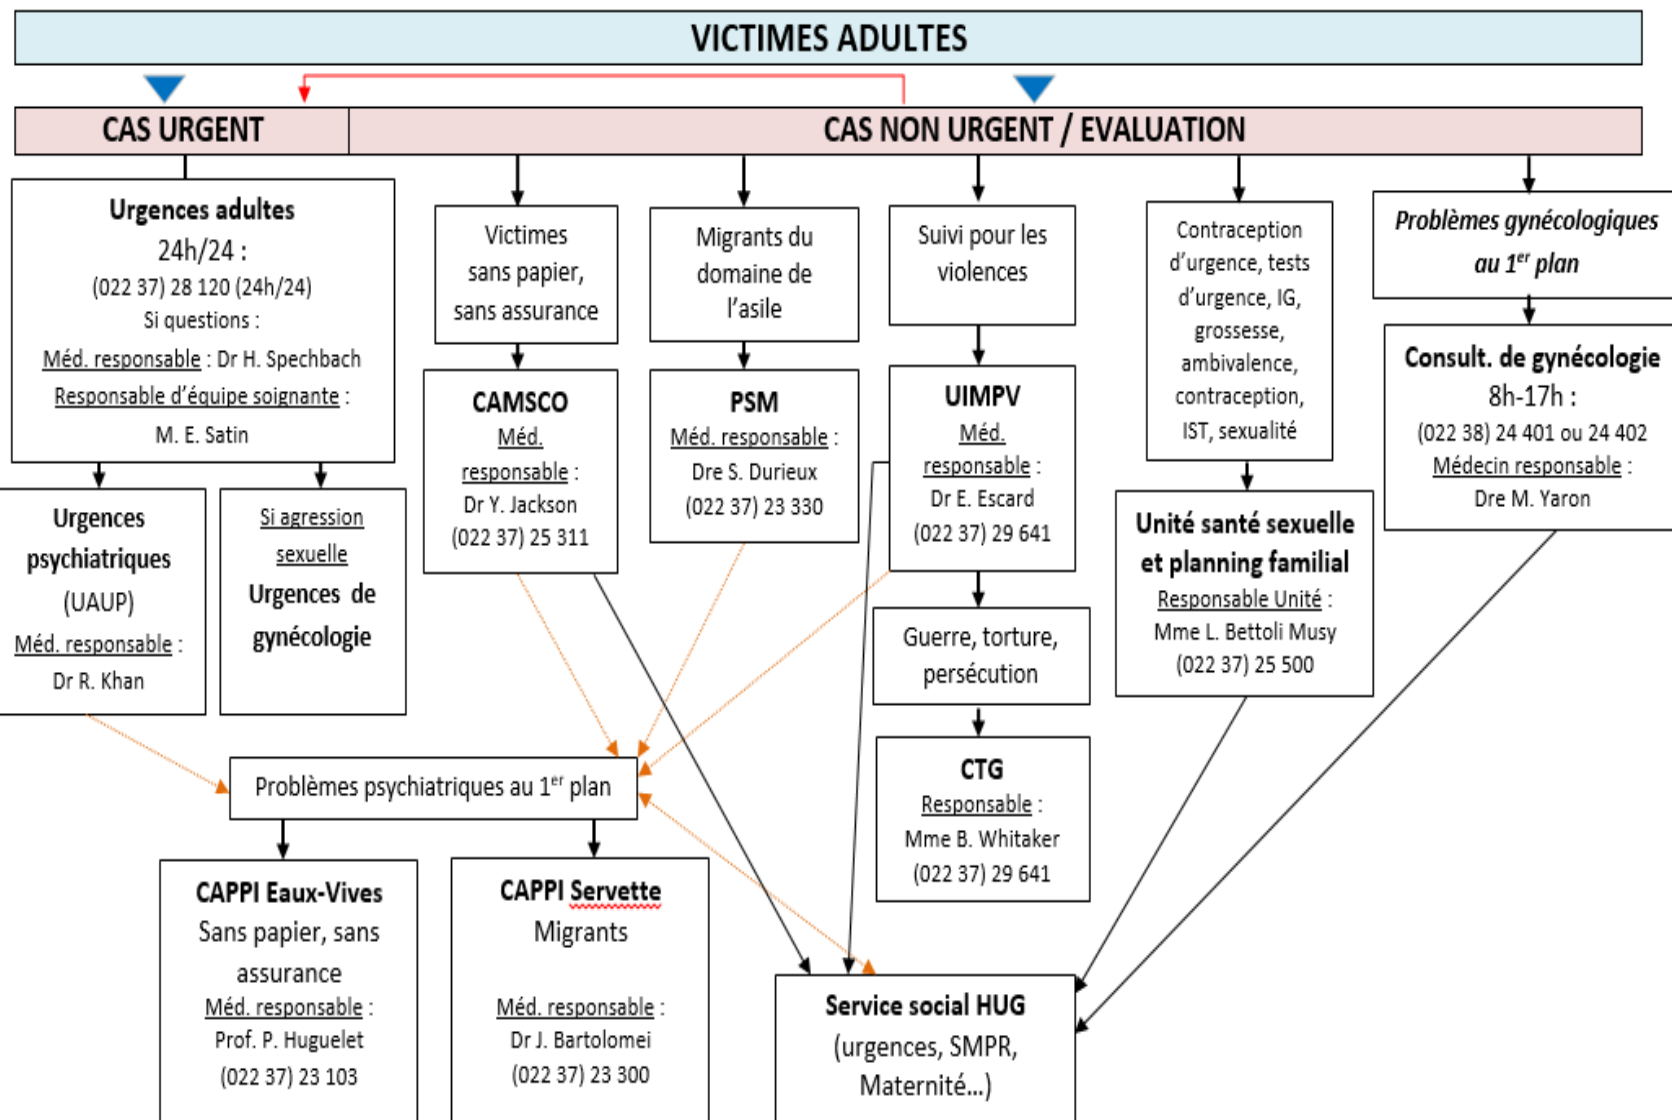 VICTIMES ADULTES
CAS URGENT
CAS NON URGENT / EVALUATION
Urgences adultes
24h/24 :
(022 37) 28 120 (24h/24)
Si questions :
Méd. responsable : Dr H. Spechbach
Responsable d'équipe soignante :
M. E. Satin
Urgences
psychiatriques
(UAUP)
Méd. responsable :
Dr R. Khan
Si agression
sexuelle
Urgences de
gynécologie
Victimes
sans papier,
sans assurance
CAMSCO
Méd.
responsable :
Dr Y. Jackson
(022 37) 25 311
Migrants du
domaine de
l'asile
PSM
Méd. responsable :
Dre S. Durieux
(022 37) 23 330
Suivi pour les
violences
UIMPV
Méd.
responsable :
Dr E. Escard
(022 37) 29 641
Guerre, torture,
persécution
CTG
Responsable :
Mme B. Whitaker
(022 37) 29 641
Contraception
d'urgence, tests
d'urgence, IG,
grossesse,
ambivalence,
contraception,
IST, sexualité
Unité santé sexuelle
et planning familial
Responsable Unité :
Mme L. Bettoli Musy
(022 37) 25 500
Problèmes gynécologiques
au 1er plan
Consult. de gynécologie
8h-17h :
(022 38) 24 401 ou 24 402
Médecin responsable :
Dre M. Yaron
Problèmes psychiatriques au 1er plan
CAPPI Eaux-Vives
Sans papier, sans
assurance
Méd. responsable :
Prof. P. Huguelet
(022 37) 23 103
CAPPI Servette
Migrants
Méd. responsable :
Dr J. Bartolomei
(022 37) 23 300
Service social HUG
(urgences, SMPR,
Maternité...)